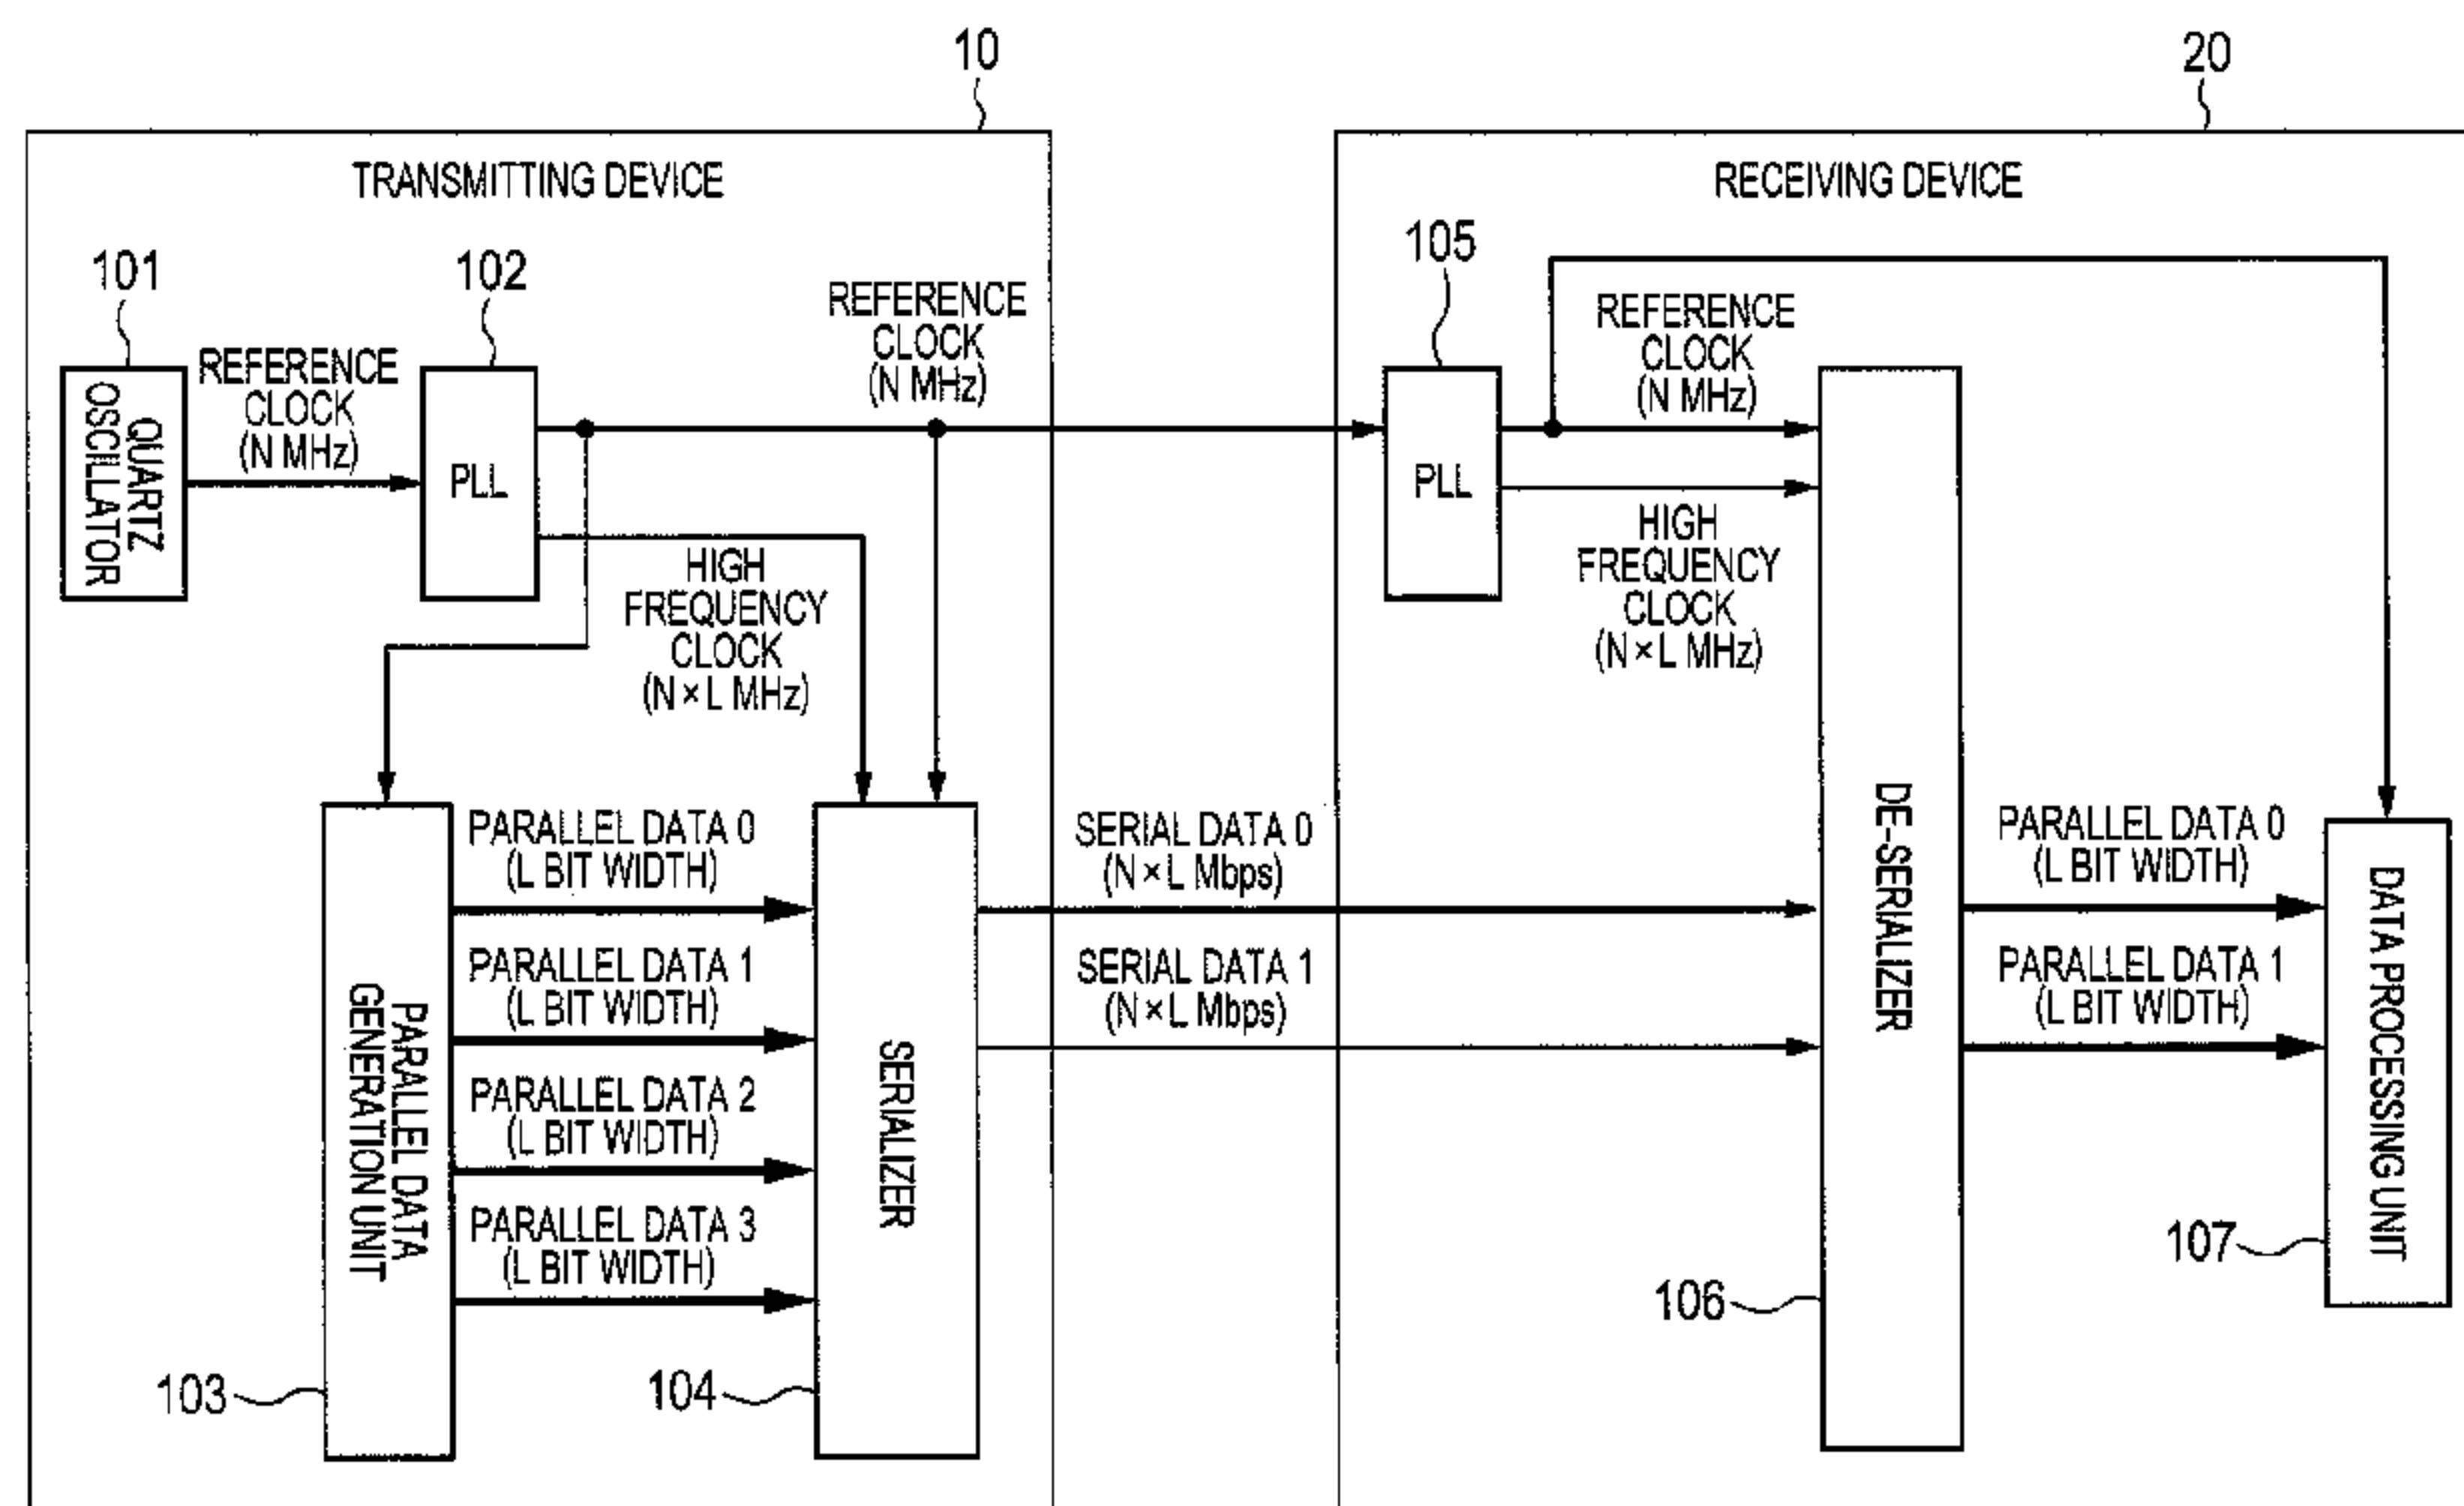 10
20
TRANSMITTING DEVICE
RECEIVING DEVICE
101
102
105
REFERENCE
CLOCK
(N MHz)
REFERENCE
CLOCK
(N MHz)
REFERENCE
CLOCK
(N MHz)
QUARTZ
OSCILLATOR
PLL
PLL
HIGH
FREQUENCY
CLOCK
(N × L MHz)
HIGH
FREQUENCY
CLOCK
(N × L MHz)
PARALLEL DATA
GENERATION UNIT
PARALLEL DATA 0
(L BIT WIDTH)
PARALLEL DATA 1
(L BIT WIDTH)
PARALLEL DATA 2
(L BIT WIDTH)
PARALLEL DATA 3
(L BIT WIDTH)
SERIALIZER
SERIAL DATA 0
(N × L Mbps)
SERIAL DATA 1
(N × L Mbps)
DE-SERIALIZER
PARALLEL DATA 0
(L BIT WIDTH)
PARALLEL DATA 1
(L BIT WIDTH)
DATA PROCESSING UNIT
103
104
106
107